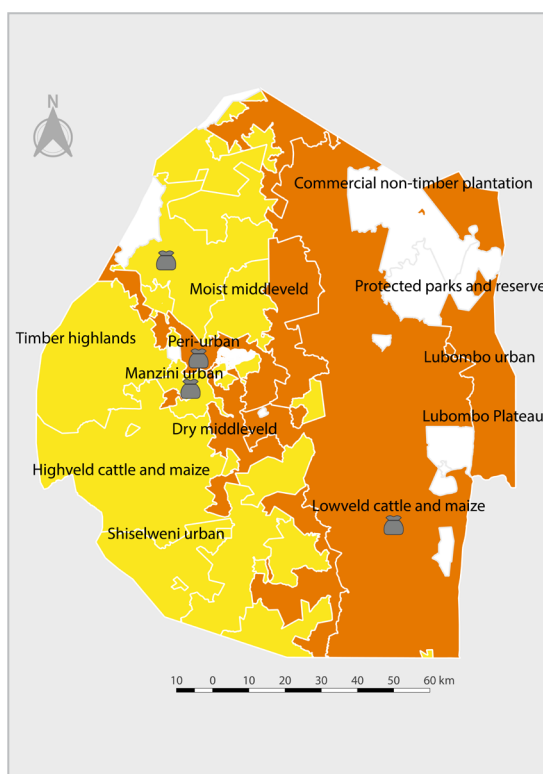 N
Commercial non-timber plantation
Moist middleveld
Protected parks and reserve
Timber highlands
Peri-urban
Lubombo urban
Manzini urban
Lubombo Plateau
Dry middleveld
Highveld cattle and maize
Lowveld cattle and maize
Shiselweni urban
10 0 10 20 30 40 50 60 km